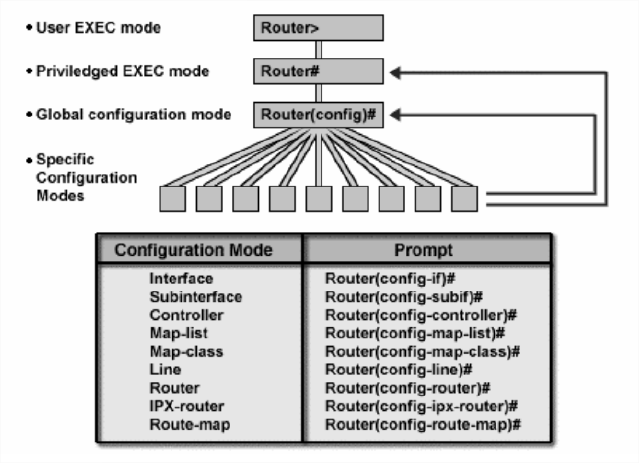 • User EXEC mode Router>
• Priviledged EXEC mode Router#
• Global configuration mode Router(config)#
• Specific
Configuration
Modes
Configuration Mode Prompt
Interface Router(config-if)#
Subinterface Router(config-subif)#
Controller Router(config-controller)#
Map-list Router(config-map-list)#
Map-class Router(config-map-class)#
Line Router(config-line)#
Router Router(config-router)#
IPX-router Router(config-ipx-router)#
Route-map Router(config-route-map)#